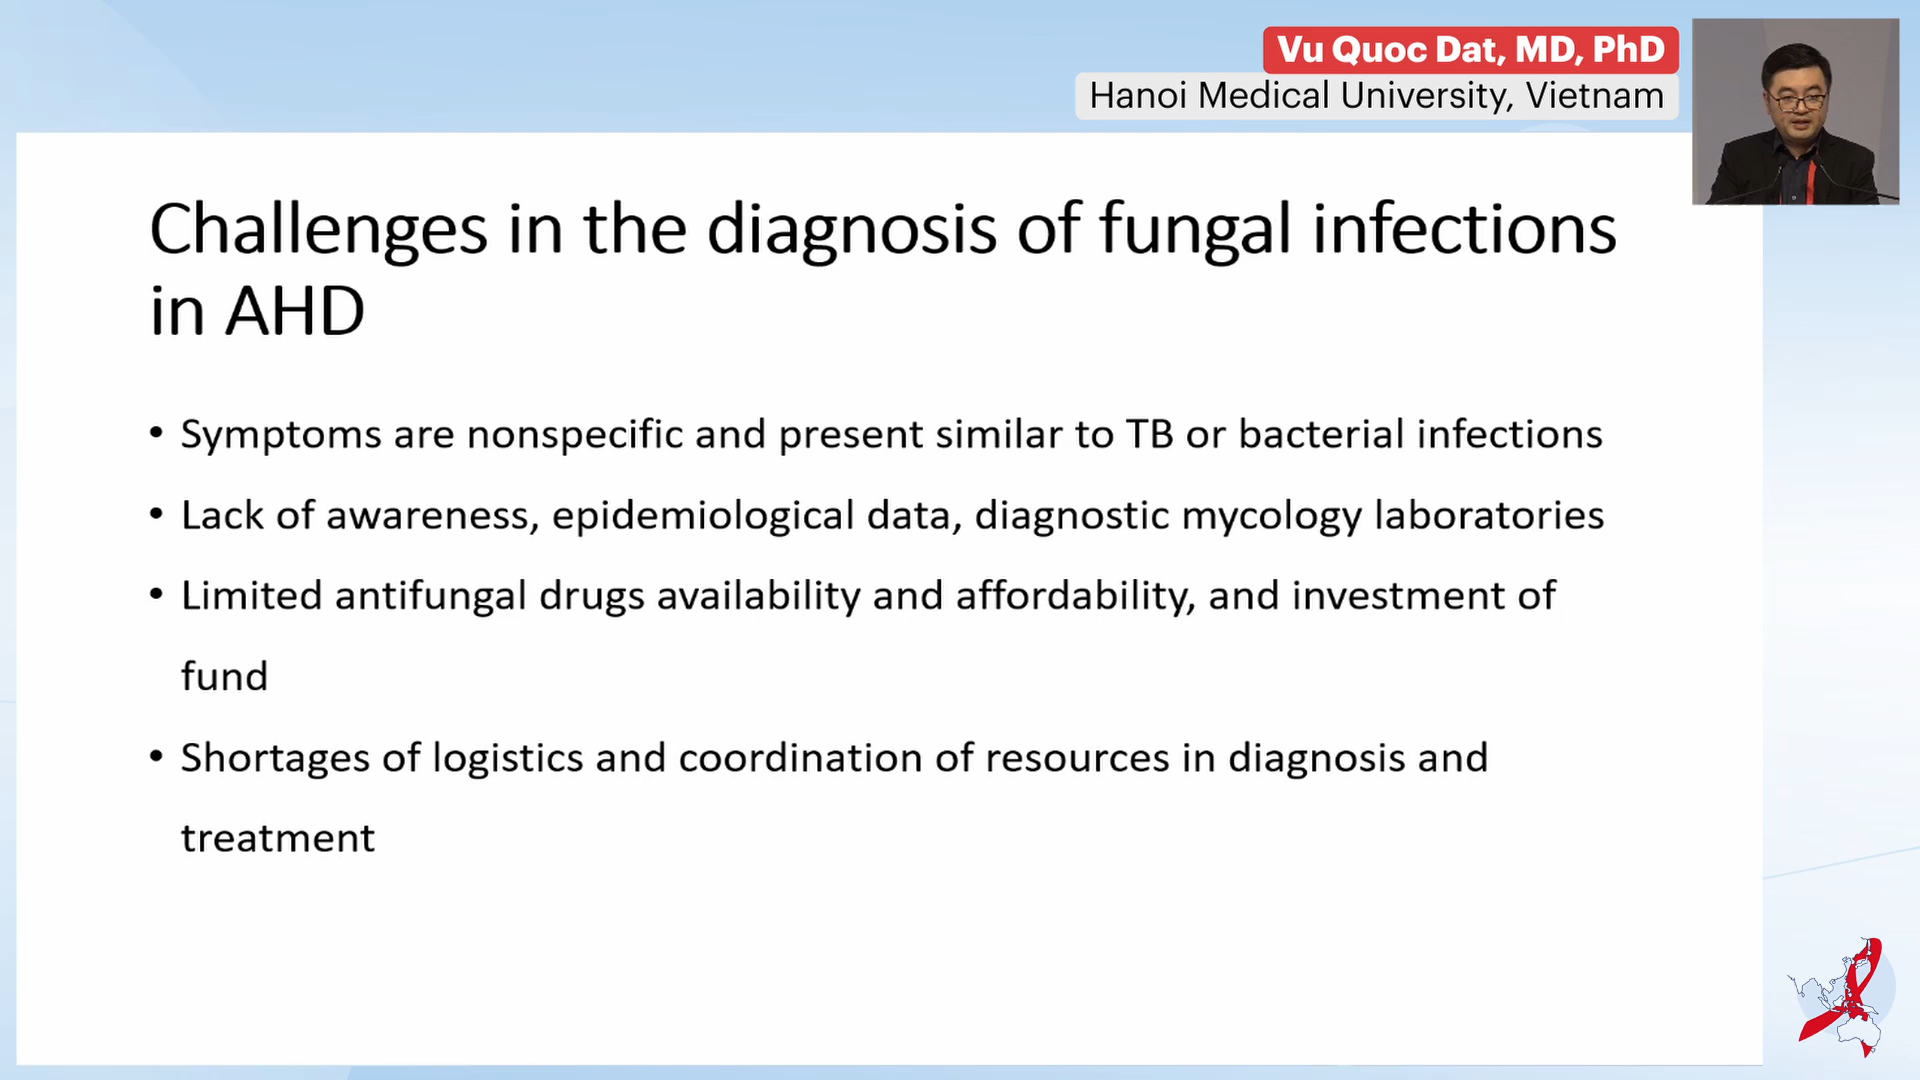 Vu Quoc Dat, MD, PhD
Hanoi Medical University, Vietnam
Challenges in the diagnosis of fungal infections
in AHD
• Symptoms are nonspecific and present similar to TB or bacterial infections
• Lack of awareness, epidemiological data, diagnostic mycology laboratories
• Limited antifungal drugs availability and affordability, and investment of
fund
• Shortages of logistics and coordination of resources in diagnosis and
treatment